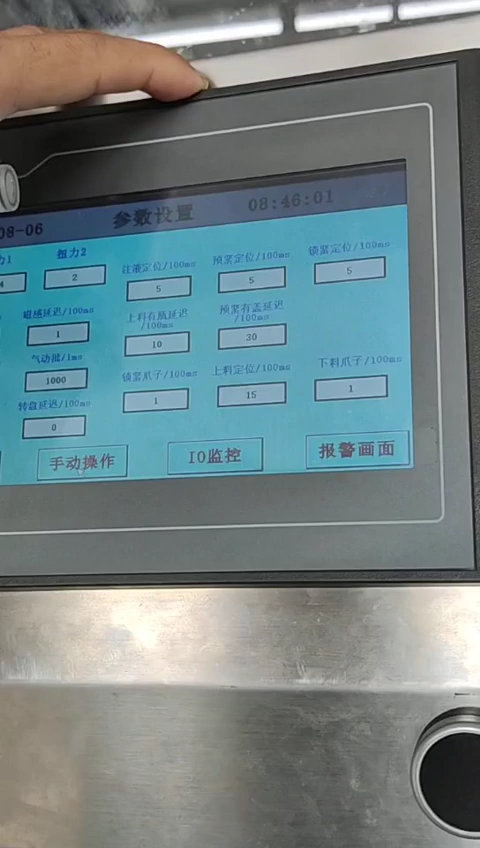 08-06 参数设置 08:46:01
力1 扭力2 注液定位/100ms 预紧定位/100ms 锁紧定位/100ms
4 2 5 5 5
磁感延迟/100ms 上料有瓶延迟/100ms 预紧有盖延迟/100ms
1 10 30
气动批/1ms 锁紧爪子/100ms 上料定位/100ms 下料爪子/100ms
1000 1 15 1
转盘延迟/100ms
0
手动操作 IO监控 报警画面